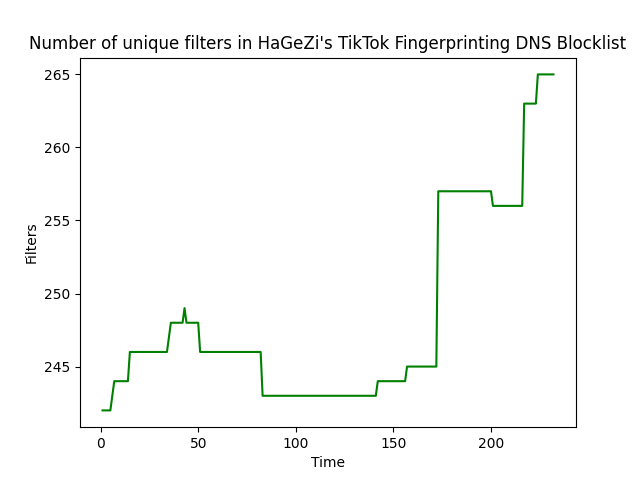 Number of unique filters in HaGeZi's TikTok Fingerprinting DNS Blocklist
265
260
255
250
245
Filters
0 50 100 150 200
Time